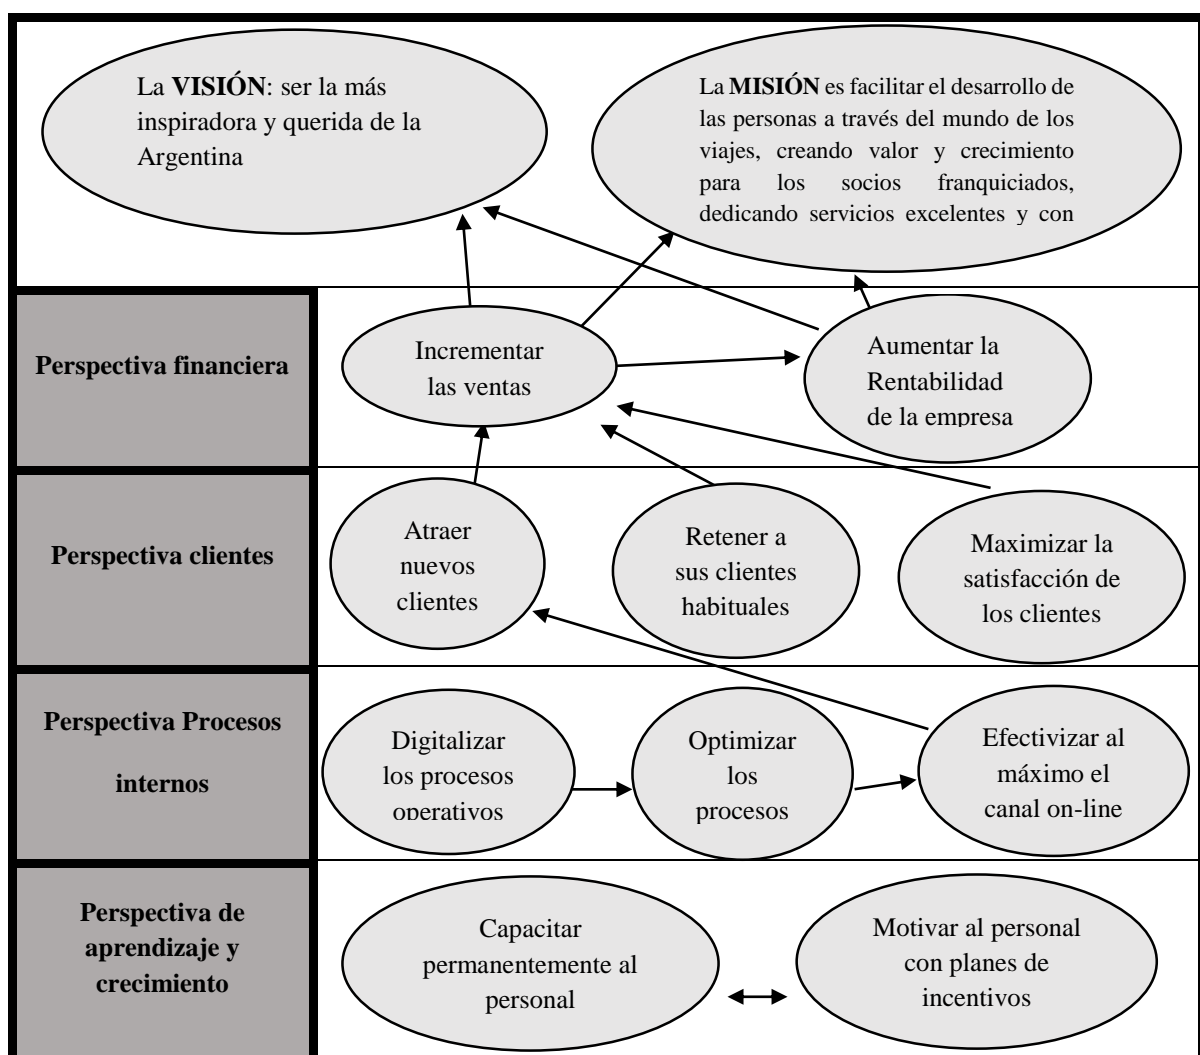 La VISIÓN: ser la más
inspiradora y querida de la
Argentina
La MISIÓN es facilitar el desarrollo de
las personas a través del mundo de los
viajes, creando valor y crecimiento
para los socios franquiciados,
dedicando servicios excelentes y con
Perspectiva financiera
Incrementar
las ventas
Aumentar la
Rentabilidad
de la empresa
Perspectiva clientes
Atraer
nuevos
clientes
Retener a
sus clientes
habituales
Maximizar la
satisfacción de
los clientes
Perspectiva Procesos
internos
Digitalizar
los procesos
operativos
Optimizar
los
procesos
Efectivizar al
máximo el
canal on-line
Perspectiva de
aprendizaje y
crecimiento
Capacitar
permanentemente al
personal
Motivar al personal
con planes de
incentivos